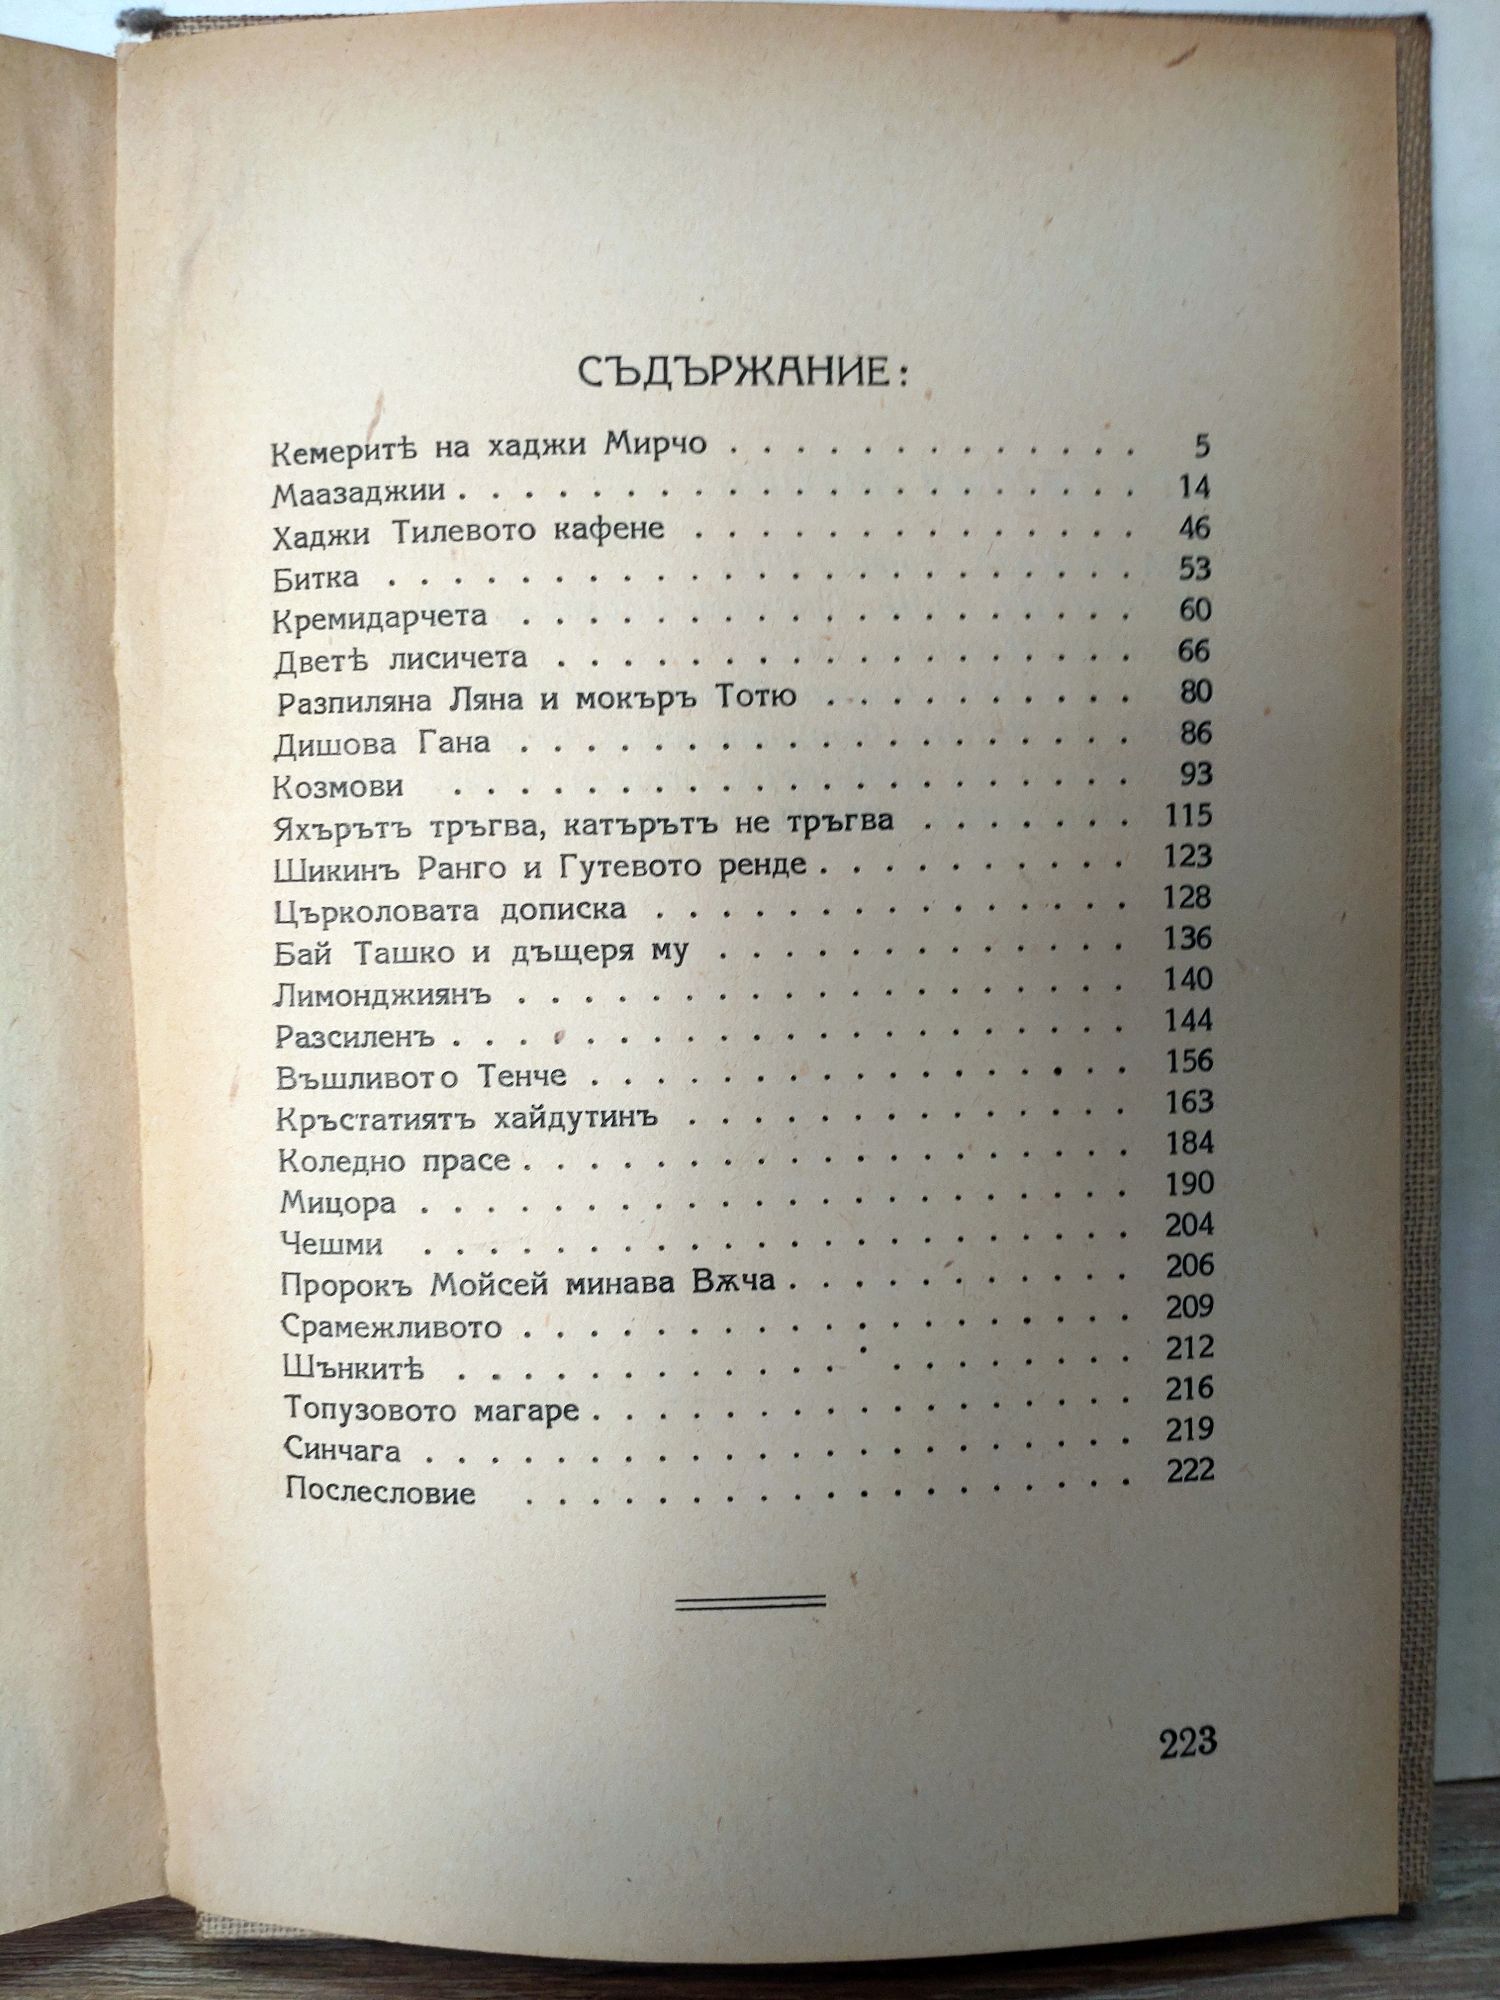 СЪДЪРЖАНИЕ:
Кемеритѣ на хаджи Мирчо . . . . . . . . . . . . . 5
Маазаджии . . . . . . . . . . . . . . . . . . . . . 14
Хаджи Тилевото кафене . . . . . . . . . . . . . . 46
Битка . . . . . . . . . . . . . . . . . . . . . . . 53
Кремидарчета . . . . . . . . . . . . . . . . . . . 60
Дветѣ лисичета . . . . . . . . . . . . . . . . . . 66
Разпиляна Ляна и мокъръ Тотю . . . . . . . . . . 80
Дишова Гана . . . . . . . . . . . . . . . . . . . 86
Козмови . . . . . . . . . . . . . . . . . . . . . 93
Яхърътъ тръгва, катърътъ не тръгва . . . . . . . 115
Шикинъ Ранго и Гутевото ренде . . . . . . . . . . 123
Църколовата дописка . . . . . . . . . . . . . . . 128
Бай Ташко и дъщеря му . . . . . . . . . . . . . 136
Лимонджиянъ . . . . . . . . . . . . . . . . . . . 140
Разсиленъ . . . . . . . . . . . . . . . . . . . . . 144
Въшливото Тенче . . . . . . . . . . . . . . . . . 156
Кръстатиятъ хайдутинъ . . . . . . . . . . . . . . 163
Коледно прасе . . . . . . . . . . . . . . . . . . . 184
Мицора . . . . . . . . . . . . . . . . . . . . . . 190
Чешми . . . . . . . . . . . . . . . . . . . . . . 204
Пророкъ Мойсей минава Вѫча . . . . . . . . . . . 206
Срамежливото . . . . . . . . . . . . . . . . . . . 209
Шънкитѣ . . . . . . . . . . . . . . . . . . . . . 212
Топузовото магаре . . . . . . . . . . . . . . . . . 216
Синчага . . . . . . . . . . . . . . . . . . . . . . 219
Послесловие . . . . . . . . . . . . . . . . . . . 222
223